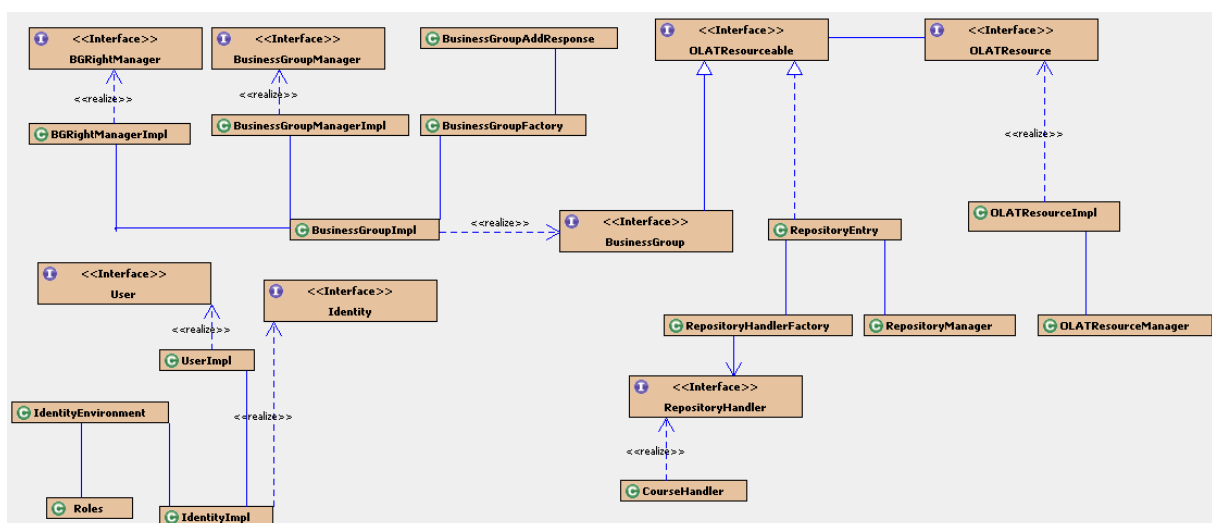 I <<Interface>>
BGRightManager
I <<Interface>>
BusinessGroupManager
C BusinessGroupAddResponse
I <<Interface>>
OLATResourceable
I <<Interface>>
OLATResource
<<realize>>
<<realize>>
<<realize>>
C BGRightManagerImpl
C BusinessGroupManagerImpl
C BusinessGroupFactory
C BusinessGroupImpl
<<realize>>
I <<Interface>>
BusinessGroup
C RepositoryEntry
C OLATResourceImpl
I <<Interface>>
User
I <<Interface>>
Identity
<<realize>>
C UserImpl
C RepositoryHandlerFactory
C RepositoryManager
C OLATResourceManager
I <<Interface>>
RepositoryHandler
C IdentityEnvironment
<<realize>>
<<realize>>
C Roles
C IdentityImpl
C CourseHandler